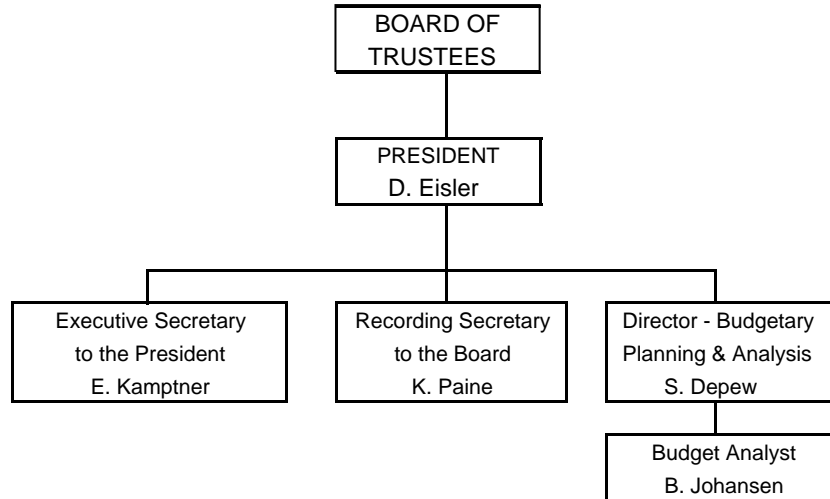 BOARD OF
TRUSTEES
PRESIDENT
D. Eisler
Executive Secretary
to the President
E. Kamptner
Recording Secretary
to the Board
K. Paine
Director - Budgetary
Planning & Analysis
S. Depew
Budget Analyst
B. Johansen